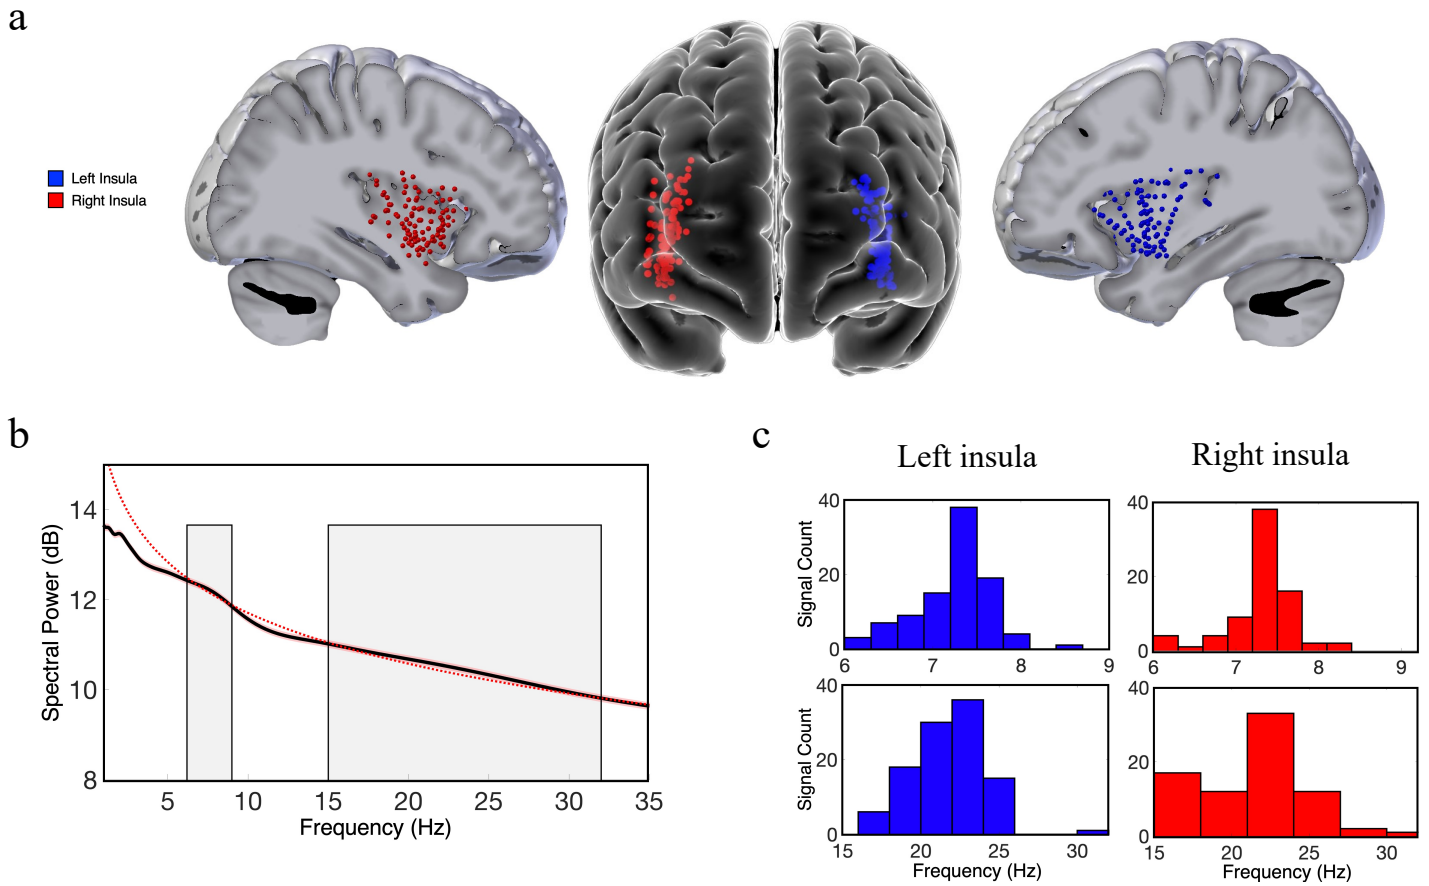 a
Left Insula
Right Insula
b
14
12
10
8
Spectral Power (dB)
5 10 15 20 25 30 35
Frequency (Hz)
c
Left insula
Right insula
40
20
0
Signal Count
6 7 8 9
40
20
0
6 7 8 9
40
20
0
Signal Count
15 20 25 30
Frequency (Hz)
40
20
0
15 20 25 30
Frequency (Hz)